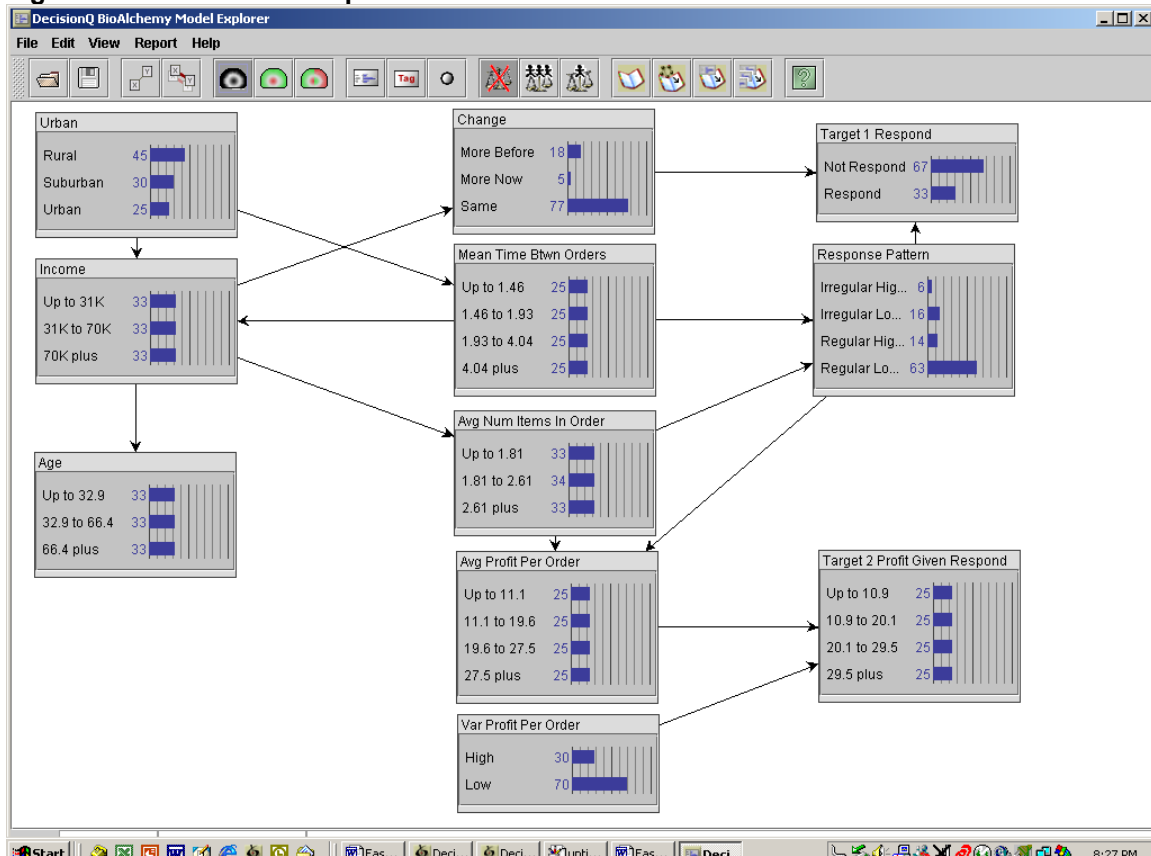 DecisionQ BioAlchemy Model Explorer
File Edit View Report Help
Tag
Urban
Rural 45
Suburban 30
Urban 25
Change
More Before 18
More Now 5
Same 77
Target 1 Respond
Not Respond 67
Respond 33
Income
Up to 31K 33
31K to 70K 33
70K plus 33
Mean Time Btwn Orders
Up to 1.46 25
1.46 to 1.93 25
1.93 to 4.04 25
4.04 plus 25
Response Pattern
Irregular Hig... 6
Irregular Lo... 16
Regular Hig... 14
Regular Lo... 63
Age
Up to 32.9 33
32.9 to 66.4 33
66.4 plus 33
Avg Num Items In Order
Up to 1.81 33
1.81 to 2.61 34
2.61 plus 33
Avg Profit Per Order
Up to 11.1 25
11.1 to 19.6 25
19.6 to 27.5 25
27.5 plus 25
Target 2 Profit Given Respond
Up to 10.9 25
10.9 to 20.1 25
20.1 to 29.5 25
29.5 plus 25
Var Profit Per Order
High 30
Low 70
Start Eas... Deci... Deci... upti... Eas... Deci... 8:27 PM